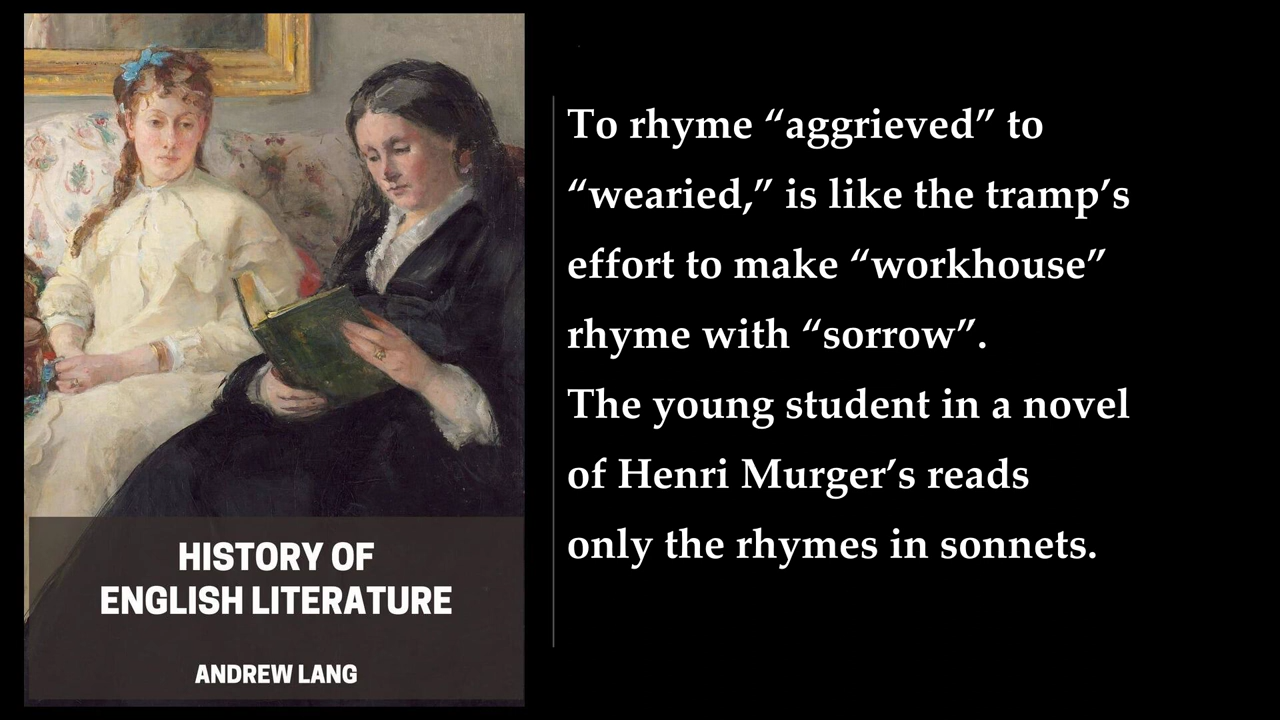 HISTORY OF
ENGLISH LITERATURE
ANDREW LANG
To rhyme “aggrieved” to
“wearied,” is like the tramp’s
effort to make “workhouse”
rhyme with “sorrow”.
The young student in a novel
of Henri Murger’s reads
only the rhymes in sonnets.